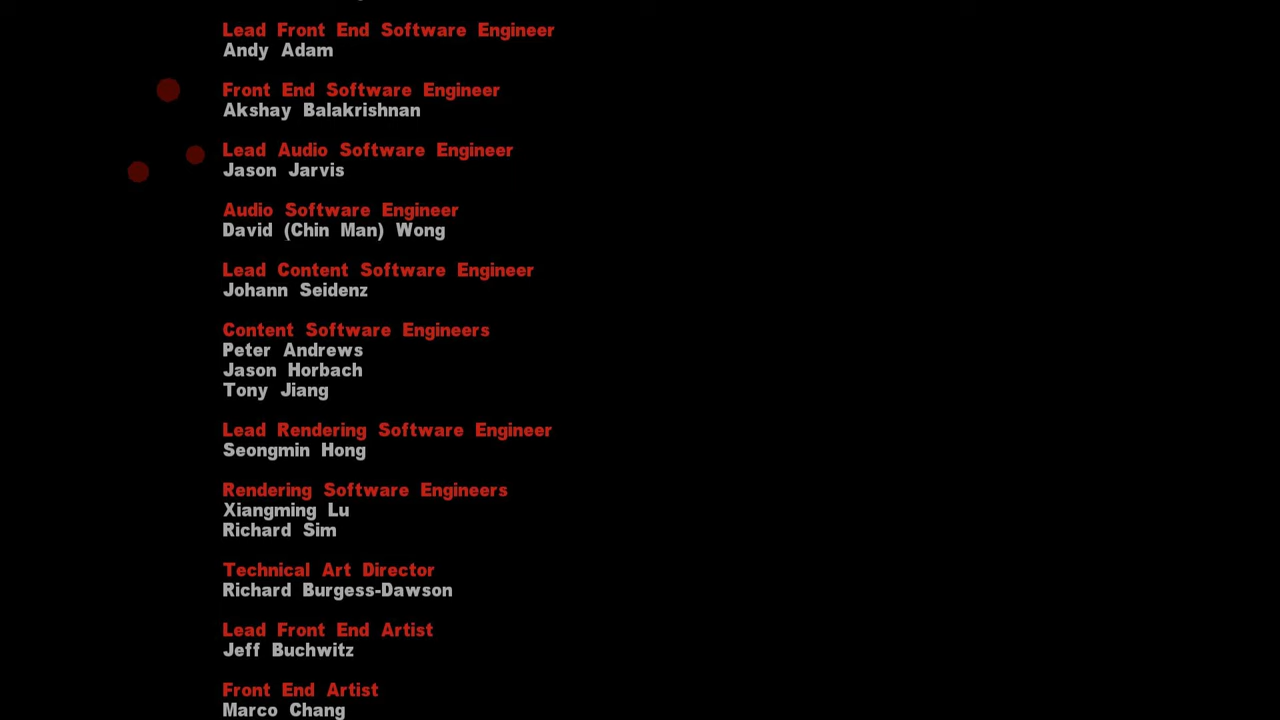 Lead Front End Software Engineer
Andy Adam
Front End Software Engineer
Akshay Balakrishnan
Lead Audio Software Engineer
Jason Jarvis
Audio Software Engineer
David (Chin Man) Wong
Lead Content Software Engineer
Johann Seidenz
Content Software Engineers
Peter Andrews
Jason Horbach
Tony Jiang
Lead Rendering Software Engineer
Seongmin Hong
Rendering Software Engineers
Xiangming Lu
Richard Sim
Technical Art Director
Richard Burgess-Dawson
Lead Front End Artist
Jeff Buchwitz
Front End Artist
Marco Chang